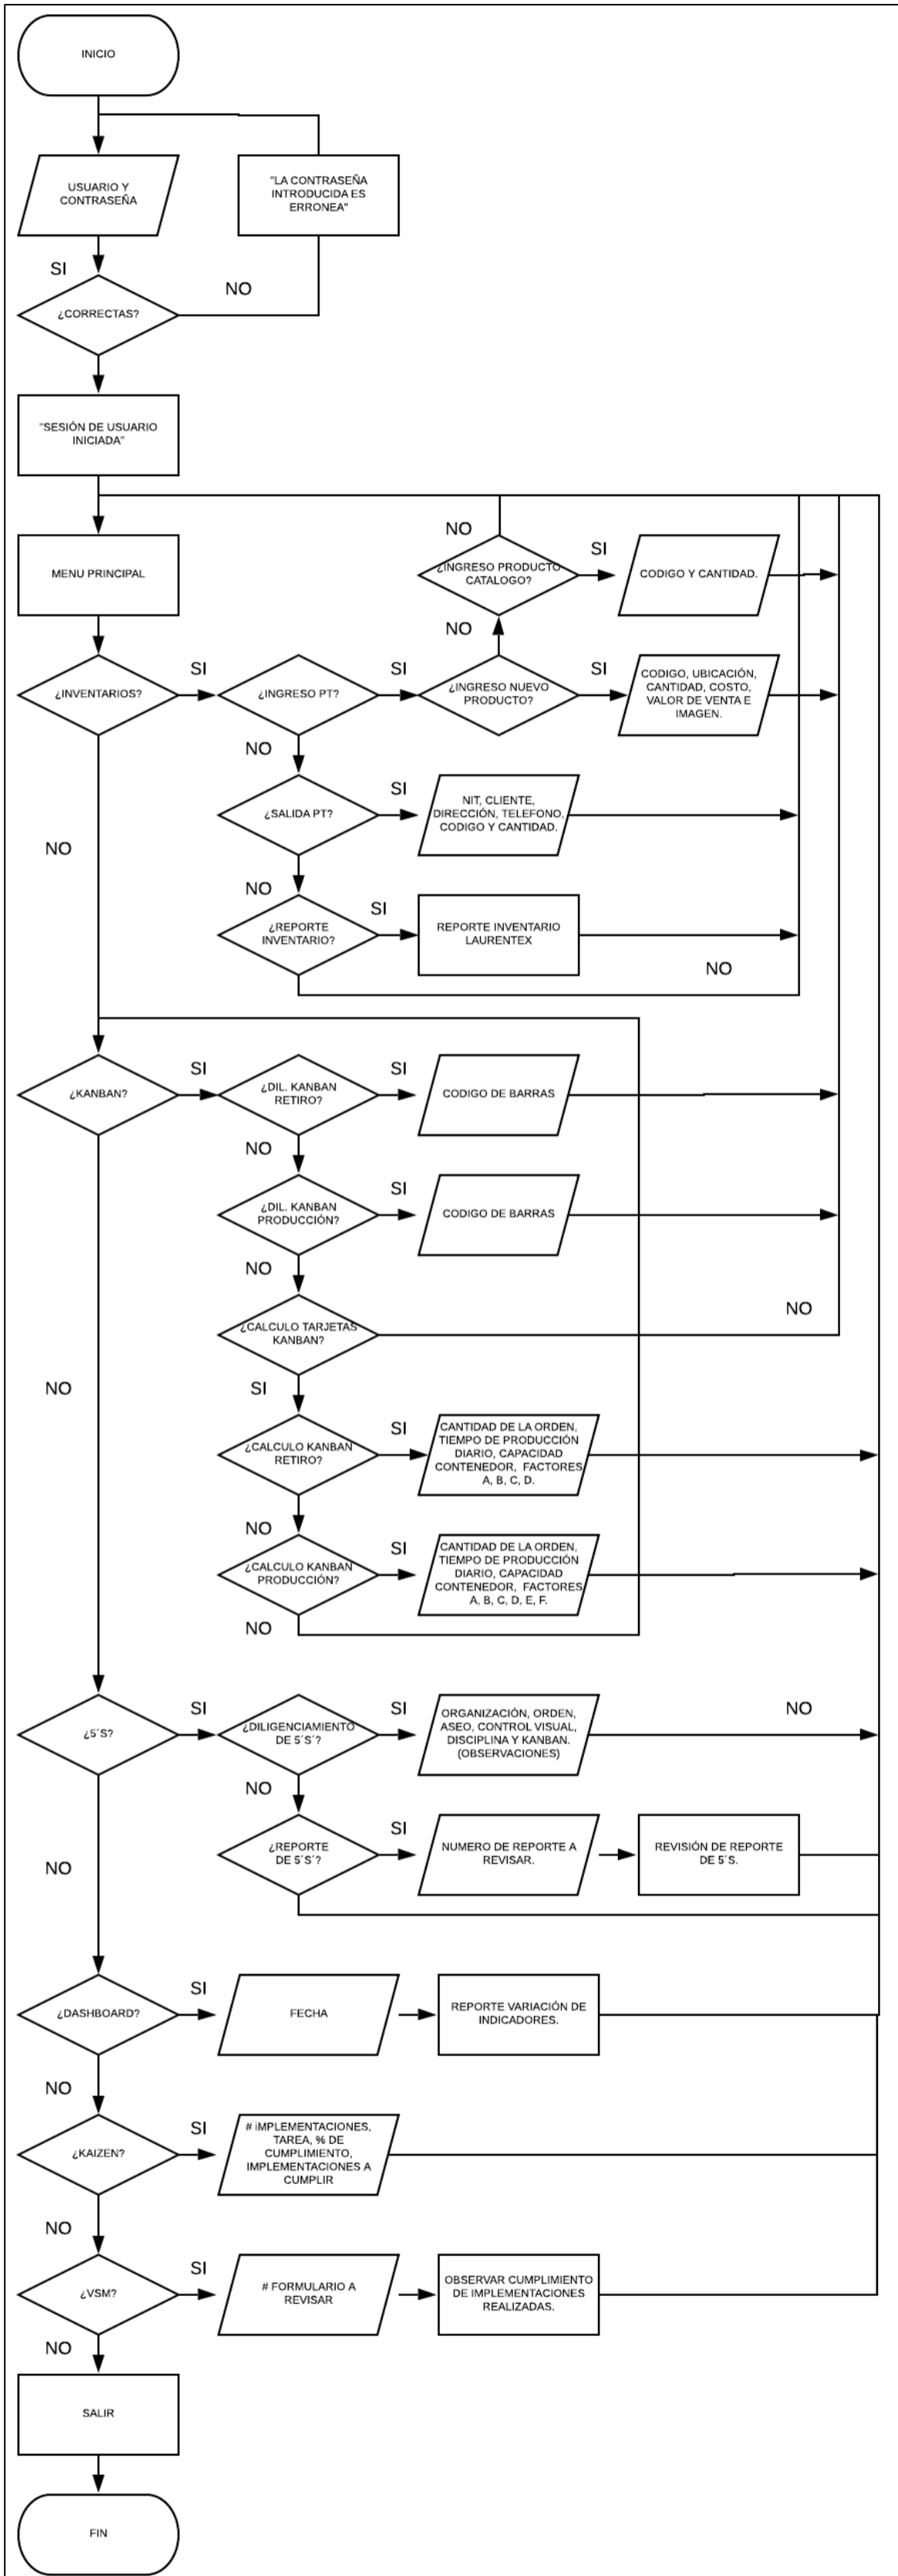 INICIO
USUARIO Y
CONTRASEÑA
"LA CONTRASEÑA
INTRODUCIDA ES
ERRONEA"
SI
NO
¿CORRECTAS?
"SESIÓN DE USUARIO
INICIADA"
MENU PRINCIPAL
NO
¿INGRESO PRODUCTO
CATALOGO?
SI
CODIGO Y CANTIDAD.
NO
¿INVENTARIOS?
SI
¿INGRESO PT?
SI
¿INGRESO NUEVO
PRODUCTO?
SI
CODIGO, UBICACIÓN,
CANTIDAD, COSTO,
VALOR DE VENTA E
IMAGEN.
NO
¿SALIDA PT?
SI
NIT, CLIENTE,
DIRECCIÓN, TELEFONO,
CODIGO Y CANTIDAD.
NO
NO
¿REPORTE
INVENTARIO?
SI
REPORTE INVENTARIO
LAURENTEX
NO
¿KANBAN?
SI
¿DIL. KANBAN
RETIRO?
SI
CODIGO DE BARRAS
NO
¿DIL. KANBAN
PRODUCCIÓN?
SI
CODIGO DE BARRAS
NO
¿CALCULO TARJETAS
KANBAN?
NO
NO
SI
¿CALCULO KANBAN
RETIRO?
SI
CANTIDAD DE LA ORDEN,
TIEMPO DE PRODUCCIÓN
DIARIO, CAPACIDAD
CONTENEDOR, FACTORES
A, B, C, D.
NO
¿CALCULO KANBAN
PRODUCCIÓN?
SI
CANTIDAD DE LA ORDEN,
TIEMPO DE PRODUCCIÓN
DIARIO, CAPACIDAD
CONTENEDOR, FACTORES
A, B, C, D, E, F.
NO
¿5´S?
SI
¿DILIGENCIAMIENTO
DE 5´S´?
SI
ORGANIZACIÓN, ORDEN,
ASEO, CONTROL VISUAL,
DISCIPLINA Y KANBAN.
(OBSERVACIONES)
NO
NO
NO
¿REPORTE
DE 5´S´?
SI
NUMERO DE REPORTE A
REVISAR.
REVISIÓN DE REPORTE
DE 5´S.
¿DASHBOARD?
SI
FECHA
REPORTE VARIACIÓN DE
INDICADORES.
NO
¿KAIZEN?
SI
# iMPLEMENTACIONES,
TAREA, % DE
CUMPLIMIENTO,
IMPLEMENTACIONES A
CUMPLIR
NO
¿VSM?
SI
# FORMULARIO A
REVISAR
OBSERVAR CUMPLIMIENTO
DE IMPLEMENTACIONES
REALIZADAS.
NO
SALIR
FIN